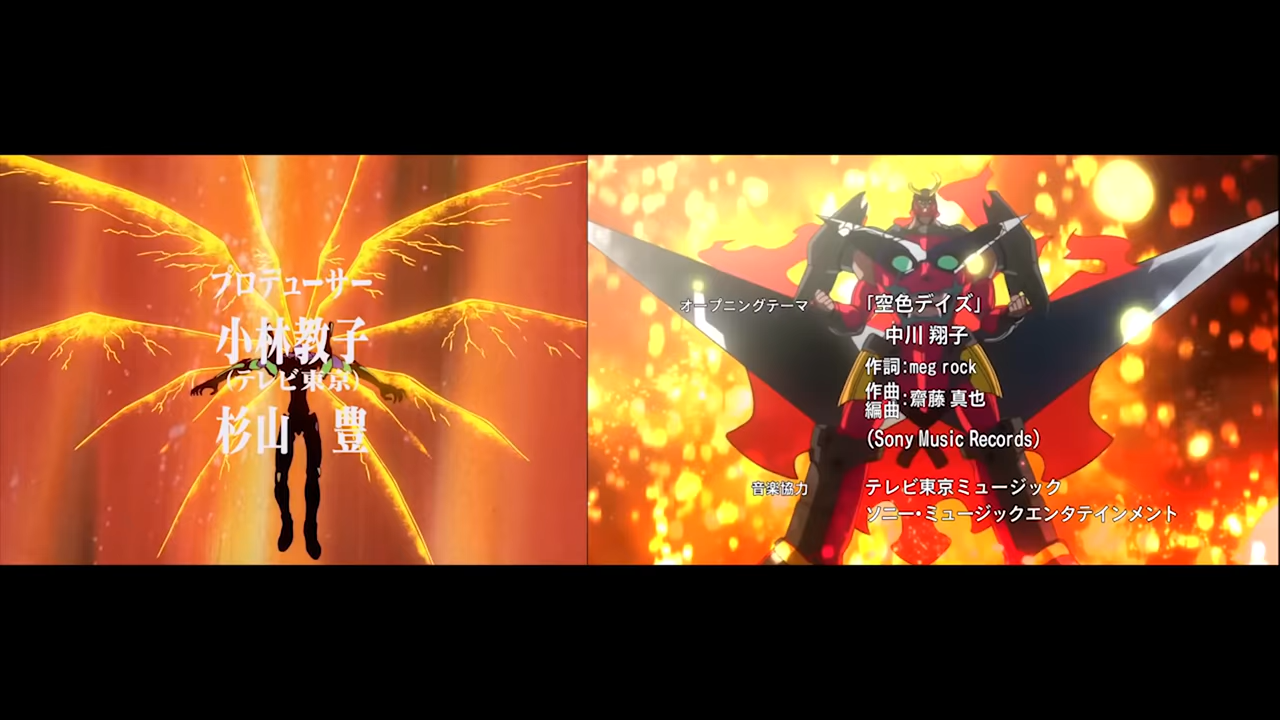 プロデューサー
小林教子
(テレビ東京)
杉山 豊
オープニングテーマ
「空色デイズ」
中川 翔子
作詞:meg rock
作曲
編曲:齋藤 真也
(Sony Music Records)
音楽協力
テレビ東京ミュージック
ソニー・ミュージックエンタテインメント